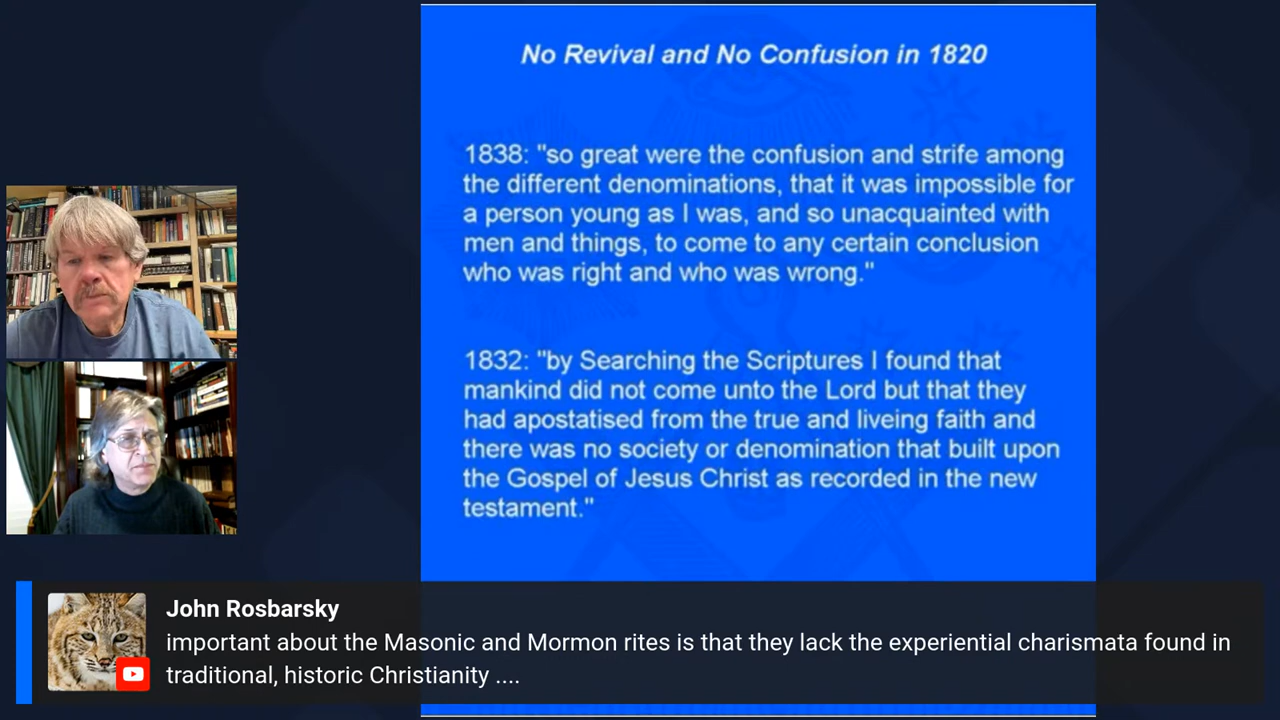 No Revival and No Confusion in 1820
1838: "so great were the confusion and strife among
the different denominations, that it was impossible for
a person young as I was, and so unacquainted with
men and things, to come to any certain conclusion
who was right and who was wrong."
1832: "by Searching the Scriptures I found that
mankind did not come unto the Lord but that they
had apostatised from the true and liveing faith and
there was no society or denomination that built upon
the Gospel of Jesus Christ as recorded in the new
testament."
John Rosbarsky
important about the Masonic and Mormon rites is that they lack the experiential charismata found in
traditional, historic Christianity ....